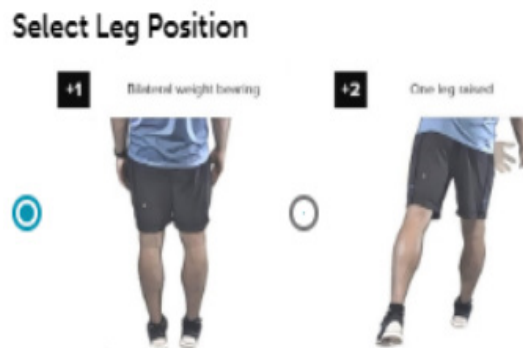 Select Leg Position
+1 Bilateral weight bearing
+2 One leg raised